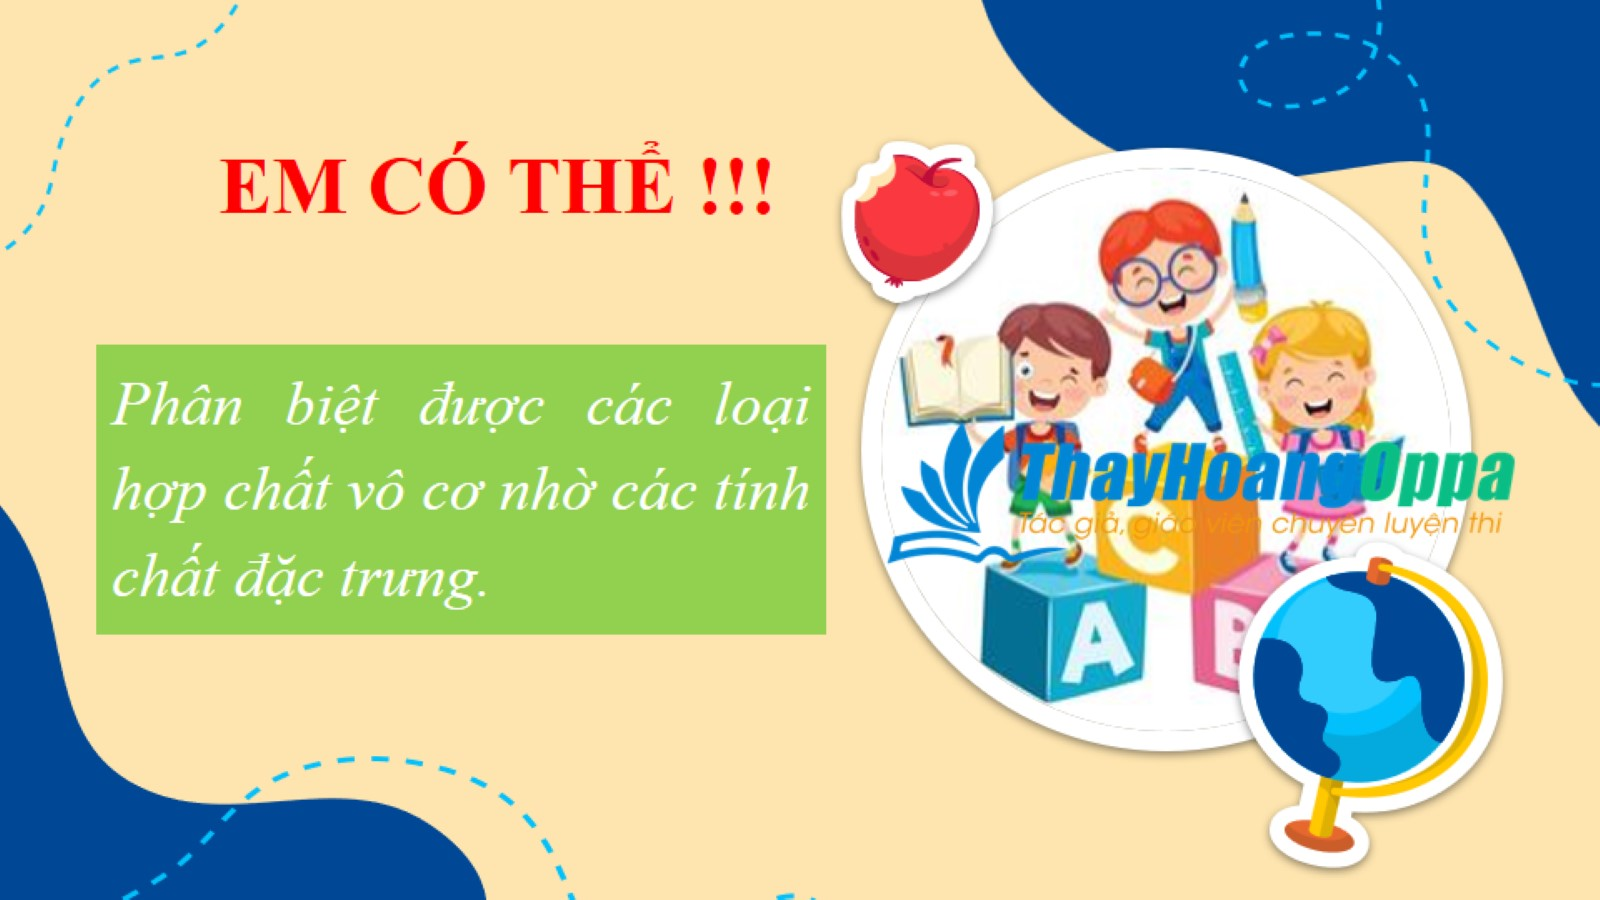 EM CÓ THỂ !!!
Phân biệt được các loại
hợp chất vô cơ nhờ các tính
chất đặc trưng.
ThayHoangOppa
Tác giả, giáo viên chuyên luyện thi
C
A
B